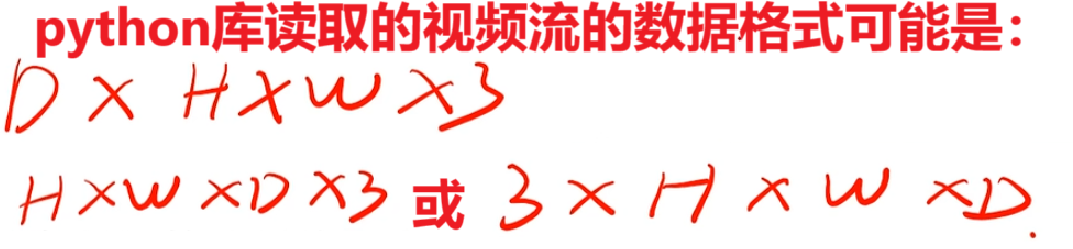 python库读取的视频流的数据格式可能是:
D × H × W × 3
H × W × D × 3 或 3 × H × W × D.